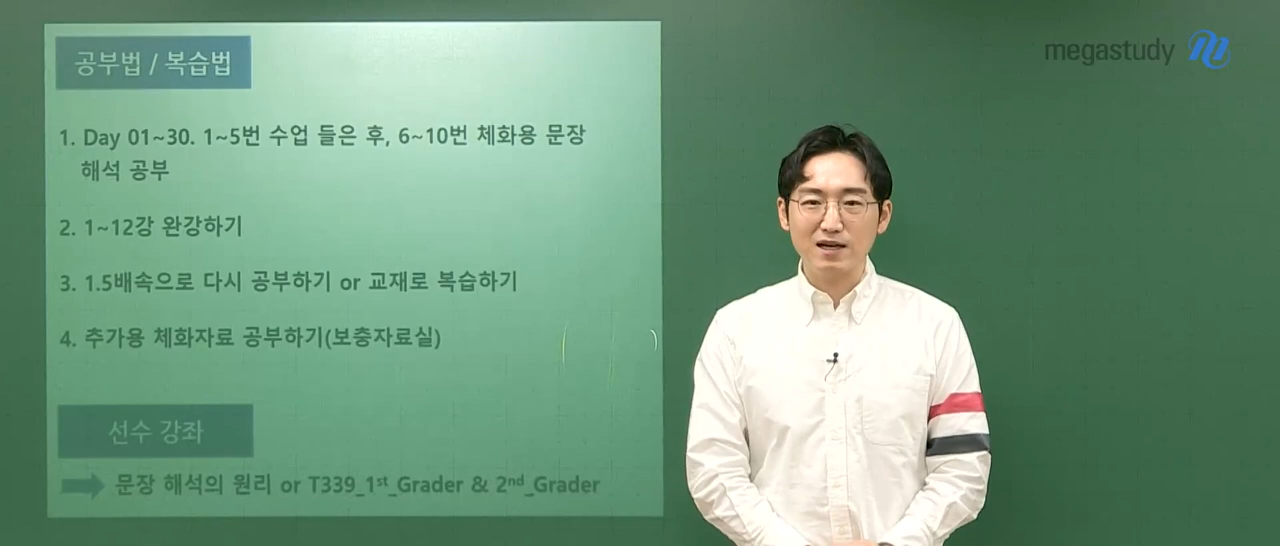 공부법 / 복습법
megastudy
1. Day 01~30. 1~5번 수업 들은 후, 6~10번 체화용 문장
해석 공부
2. 1~12강 완강하기
3. 1.5배속으로 다시 공부하기 or 교재로 복습하기
4. 추가용 체화자료 공부하기(보충자료실)
선수 강좌
문장 해석의 원리 or T339_1st_Grader & 2nd_Grader